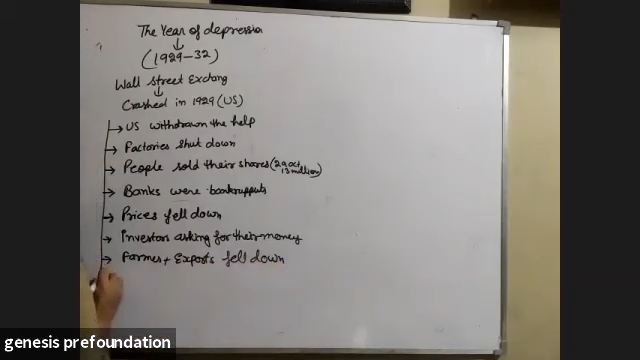 The Year of depression
(1929-32)
Wall Street Exchang
Crashed in 1929 (US)
US withdrawn the help
Factories shut down
People sold their shares (29 oct 13 million)
Banks were bankruputs
Prices fell down
Investors asking for their money
Farmes + Exports fell down
genesis prefoundation